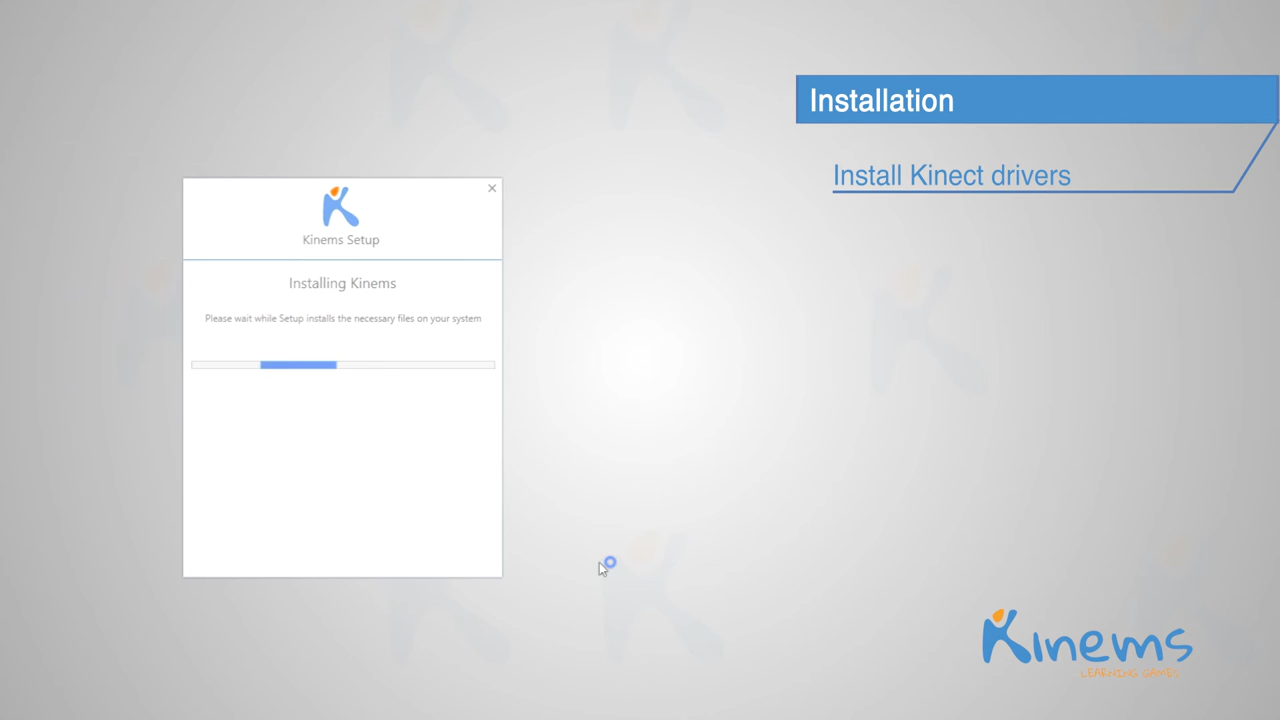 Installation
Install Kinect drivers
Kinems Setup
Installing Kinems
Please wait while Setup installs the necessary files on your system
Kinems
LEARNING GAMES